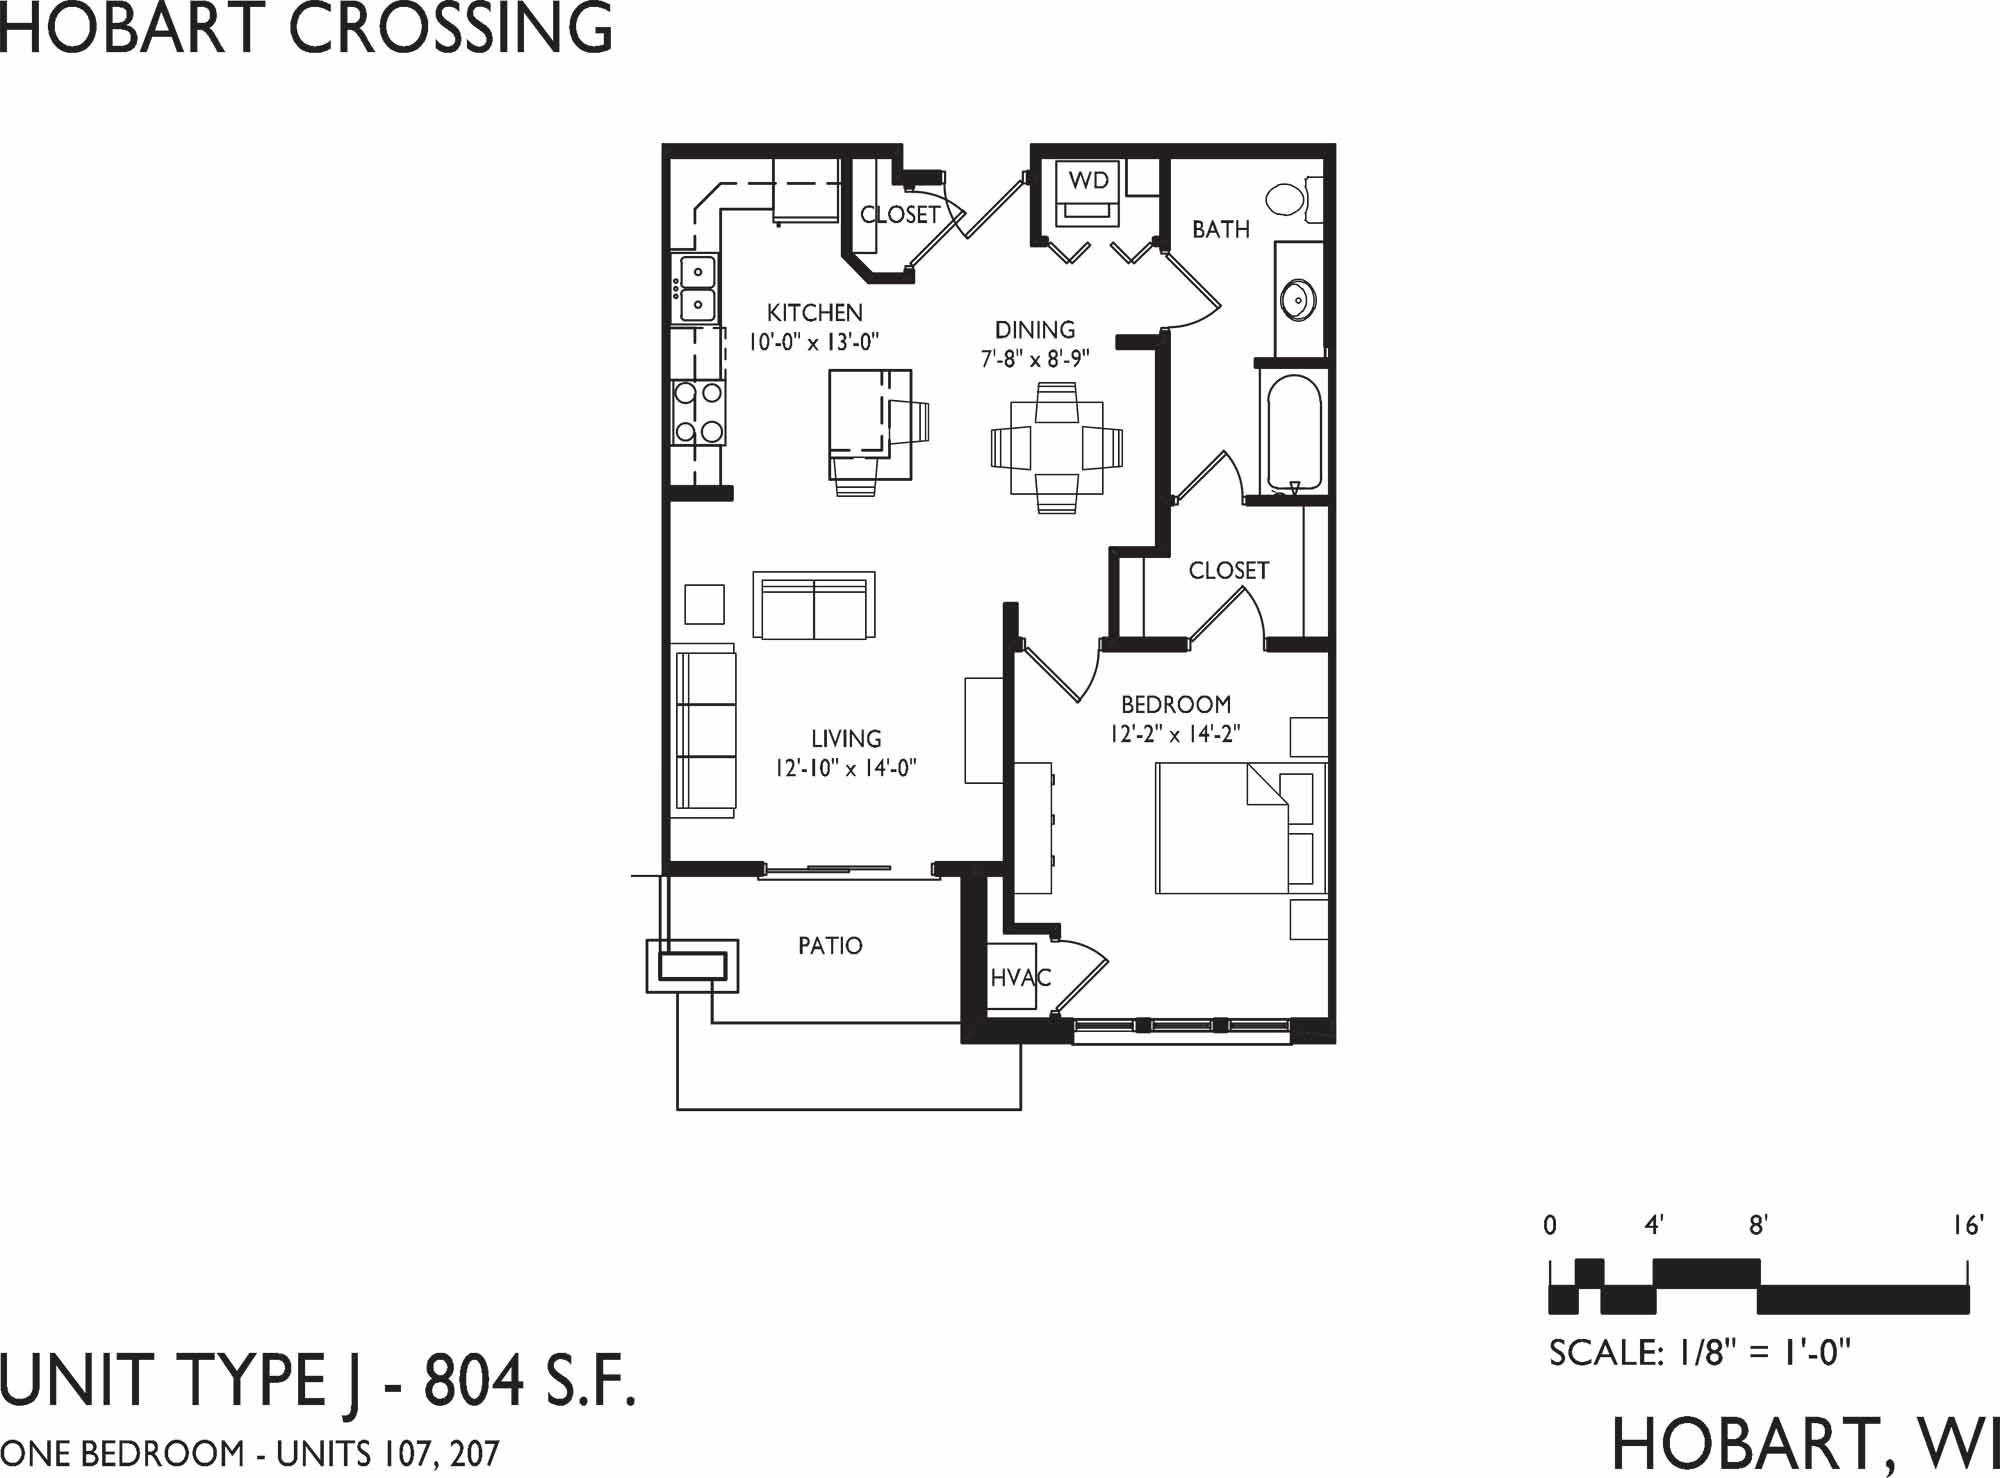 HOBART CROSSING
WD
CLOSET
BATH
KITCHEN
10'-0" x 13'-0"
DINING
7'-8" x 8'-9"
CLOSET
BEDROOM
12'-2" x 14'-2"
LIVING
12'-10" x 14'-0"
PATIO
HVAC
0 4' 8' 16'
SCALE: 1/8" = 1'-0"
UNIT TYPE J - 804 S.F.
ONE BEDROOM - UNITS 107, 207
HOBART, WI